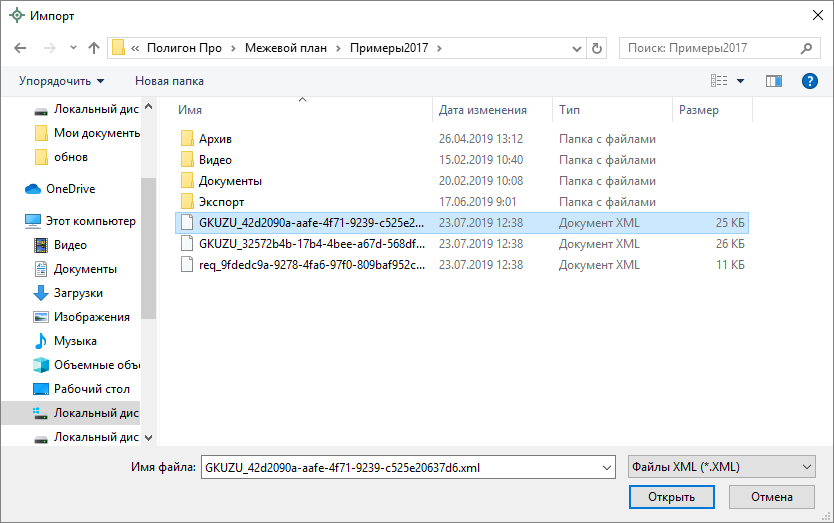 Импорт
« Полигон Про › Межевой план › Примеры2017 ›
Поиск: Примеры2017
Упорядочить Новая папка
Имя Дата изменения Тип Размер
Локальный дис
Мои документь
обнов
OneDrive
Этот компьютер
Видео
Документы
Загрузки
Изображения
Музыка
Объемные объе
Рабочий стол
Локальный дис
Локальный дис
Архив 26.04.2019 13:12 Папка с файлами
Видео 15.02.2019 10:40 Папка с файлами
Документы 20.02.2019 10:08 Папка с файлами
Экспорт 17.06.2019 9:01 Папка с файлами
GKUZU_42d2090a-aafe-4f71-9239-c525e2... 23.07.2019 12:38 Документ XML 25 КБ
GKUZU_32572b4b-17b4-4bee-a67d-568df... 23.07.2019 12:38 Документ XML 26 КБ
req_9fdedc9a-9278-4fa6-97f0-809baf952c... 23.07.2019 12:38 Документ XML 11 КБ
Имя файла: GKUZU_42d2090a-aafe-4f71-9239-c525e20637d6.xml Файлы XML (*.XML)
Открыть Отмена